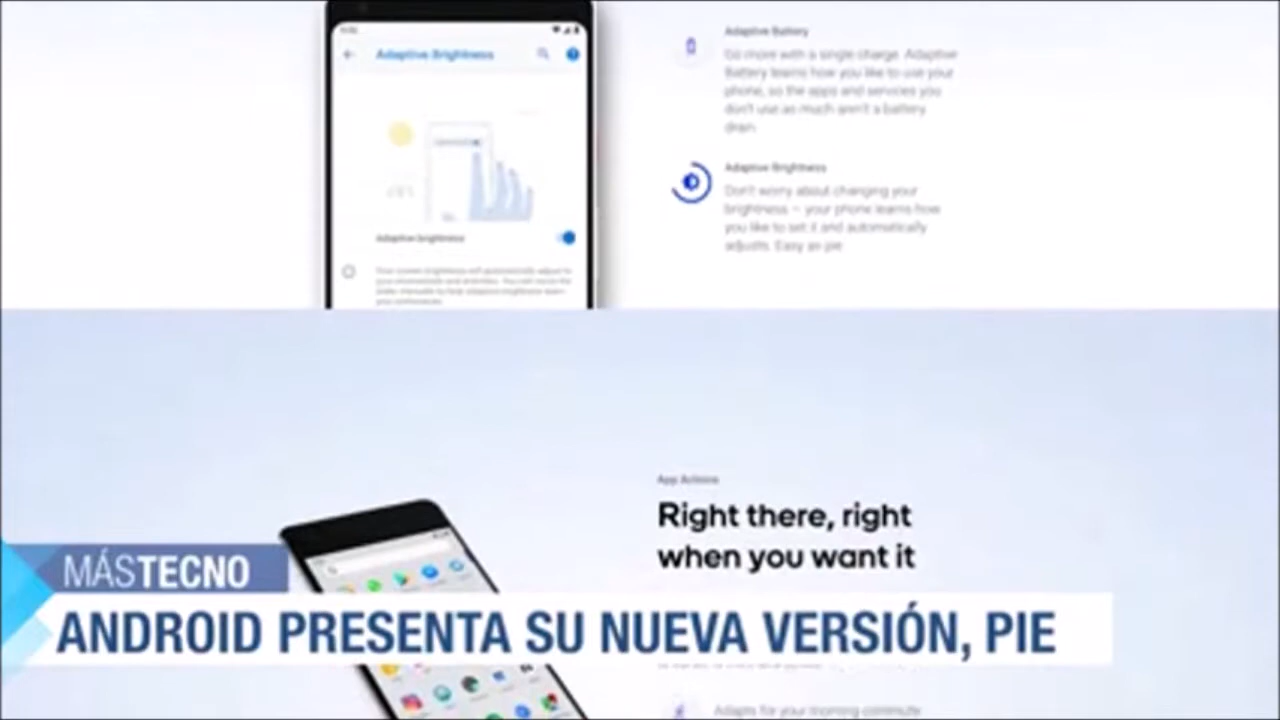 Adaptive Brightness
Adaptive brightness
Adaptive Battery
Go more with a single charge. Adaptive
Battery learns how you like to use your
phone, so the apps and services you
don't use as much aren't a battery
drain.
Adaptive Brightness
Don't worry about changing your
brightness — your phone learns how
you like to set it and automatically
adjusts. Easy as pie
App Actions
Right there, right
when you want it
MÁSTECNO
ANDROID PRESENTA SU NUEVA VERSIÓN, PIE
Adapts for your morning commute